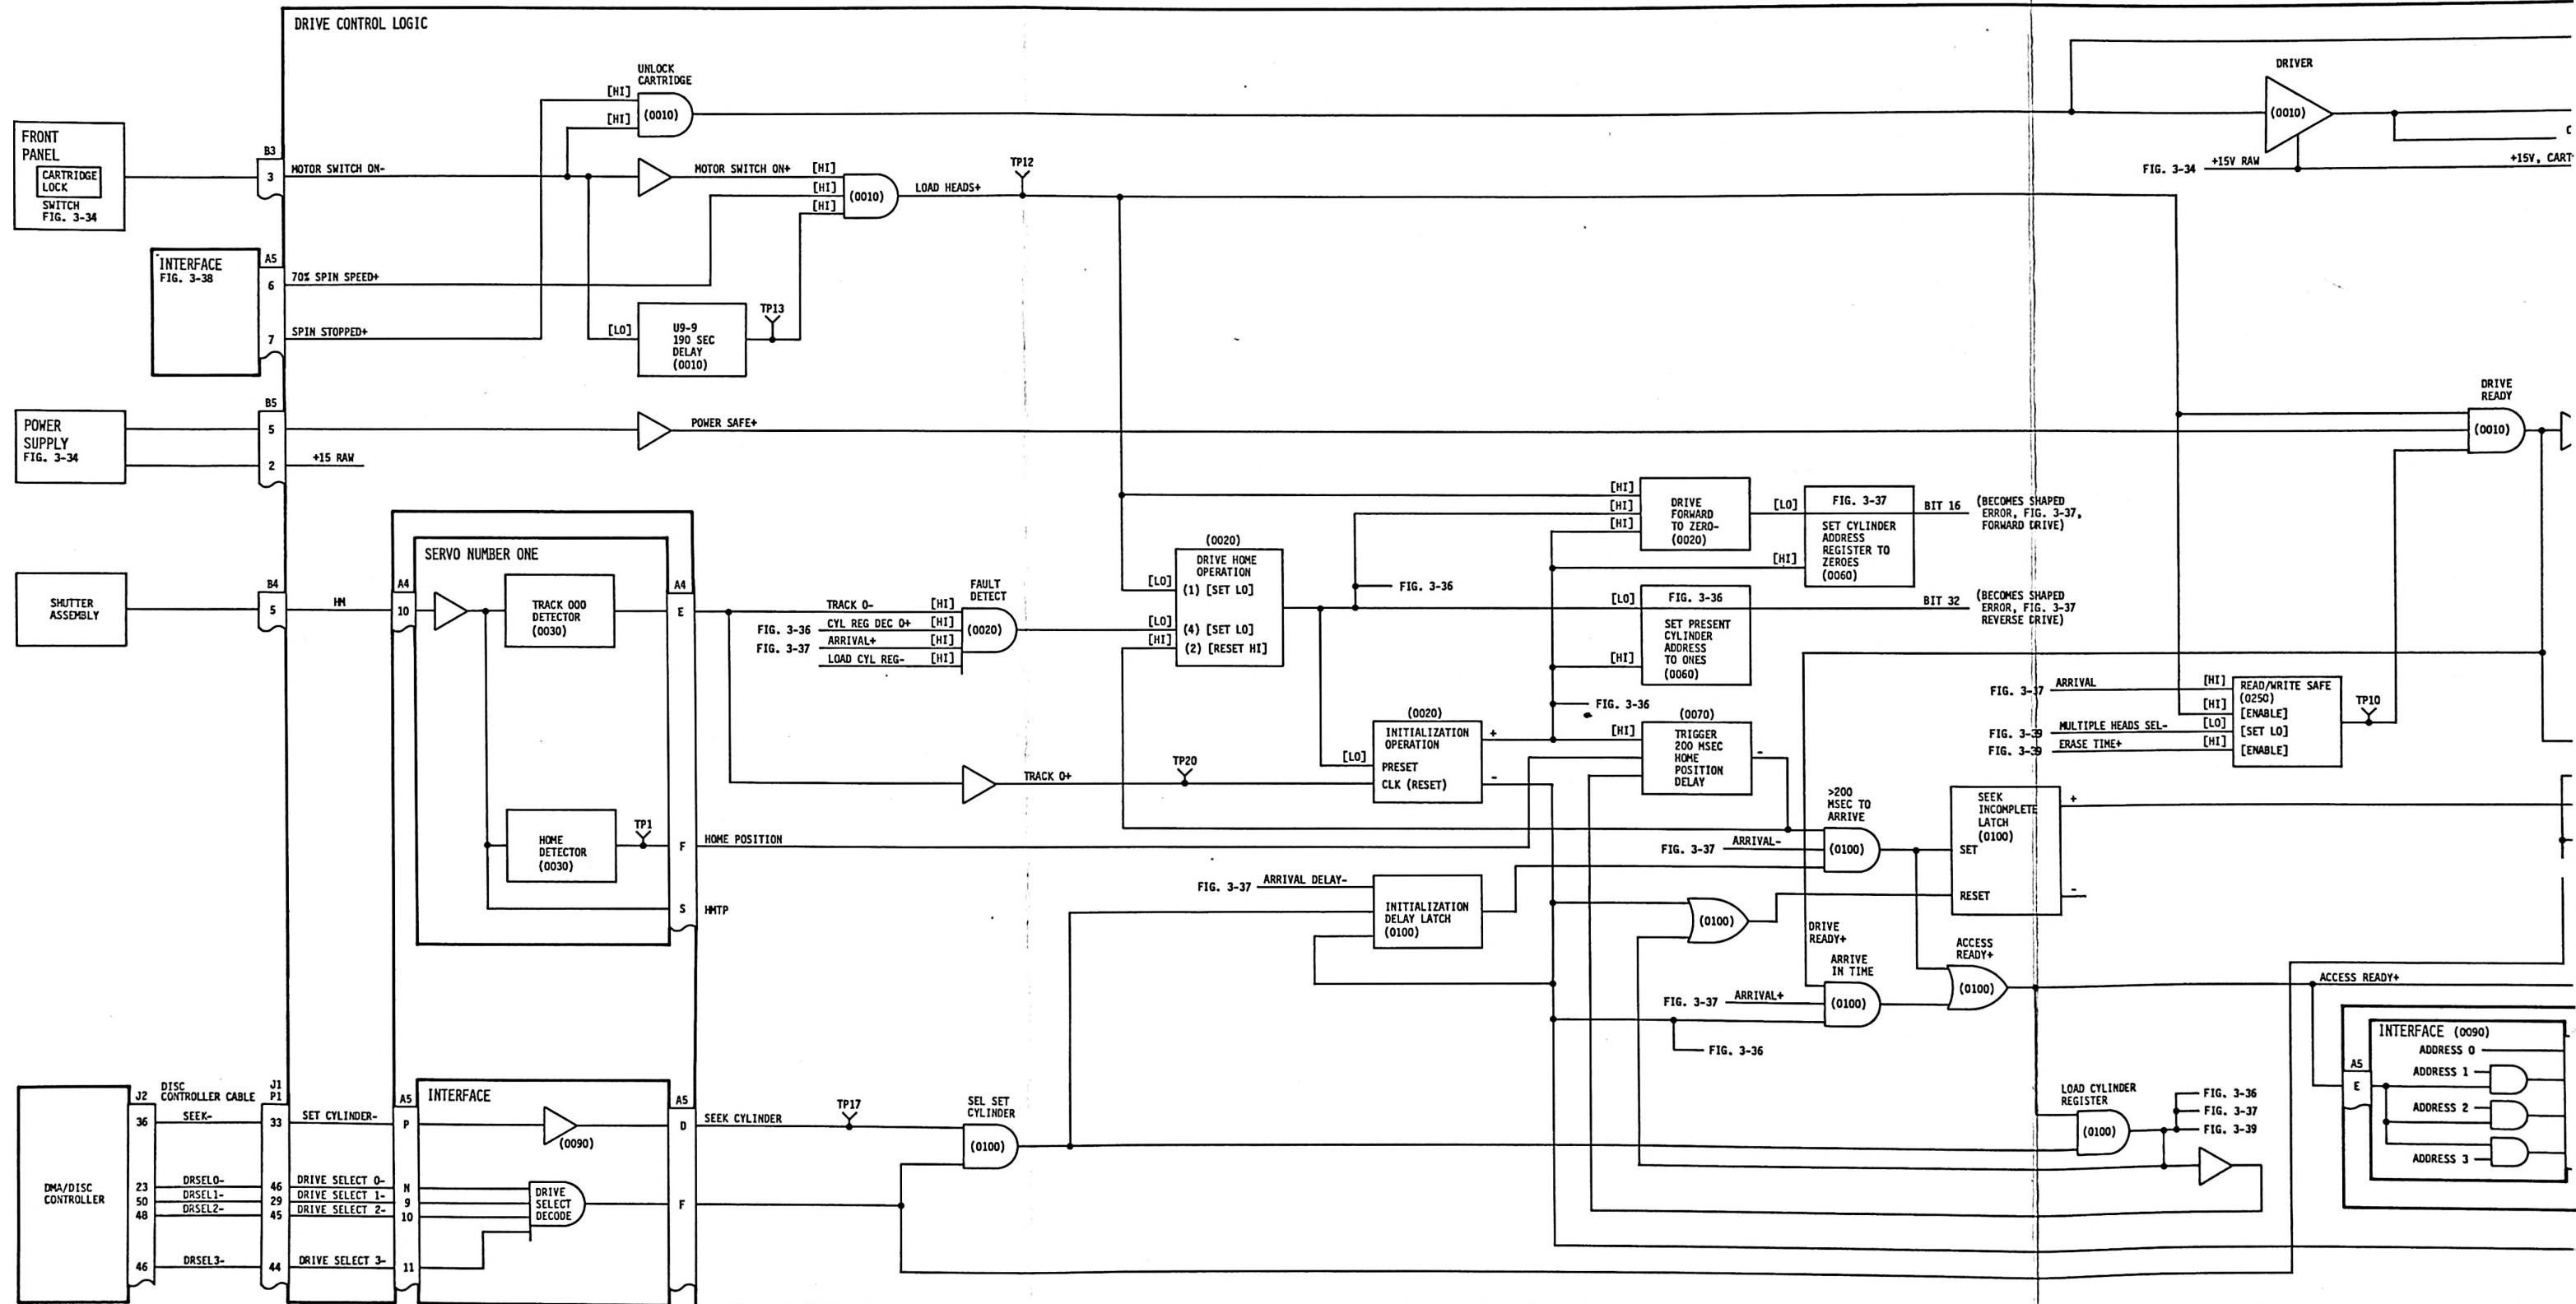 DRIVE CONTROL LOGIC
UNLOCK
CARTRIDGE
[HI]
[HI]
(0010)
DRIVER
(0010)
+15V, CART
FIG. 3-34
+15V RAW
FRONT
PANEL
CARTRIDGE
LOCK
SWITCH
FIG. 3-34
B3
3
MOTOR SWITCH ON-
MOTOR SWITCH ON+
[HI]
[HI]
[HI]
(0010)
LOAD HEADS+
TP12
INTERFACE
FIG. 3-38
A5
6
70% SPIN SPEED+
7
SPIN STOPPED+
[LO]
U9-9
190 SEC
DELAY
(0010)
TP13
POWER
SUPPLY
FIG. 3-34
B5
5
2
+15 RAW
POWER SAFE+
DRIVE
READY
(0010)
SHUTTER
ASSEMBLY
B4
5
HM
A4
10
SERVO NUMBER ONE
TRACK 000
DETECTOR
(0030)
A4
E
HOME
DETECTOR
(0030)
TP1
F
HOME POSITION
S
HMTP
FAULT
DETECT
TRACK 0-
[HI]
FIG. 3-36
CYL REG DEC 0+
[HI]
FIG. 3-37
ARRIVAL+
[HI]
LOAD CYL REG-
[HI]
(0020)
TRACK 0+
TP20
(0020)
DRIVE HOME
OPERATION
[LO]
(1) [SET LO]
[LO]
(4) [SET LO]
[HI]
(2) [RESET HI]
FIG. 3-36
[HI]
[HI]
[HI]
DRIVE
FORWARD
TO ZERO-
(0020)
[LO]
[HI]
FIG. 3-37
SET CYLINDER
ADDRESS
REGISTER TO
ZEROES
(0060)
BIT 16
(BECOMES SHAPED
ERROR, FIG. 3-37,
FORWARD DRIVE)
[LO]
[HI]
FIG. 3-36
SET PRESENT
CYLINDER
ADDRESS
TO ONES
(0060)
BIT 32
(BECOMES SHAPED
ERROR, FIG. 3-37
REVERSE DRIVE)
FIG. 3-36
(0020)
INITIALIZATION
OPERATION
+
[LO]
PRESET
CLK (RESET)
-
(0070)
[HI]
TRIGGER
200 MSEC
HOME
POSITION
DELAY
-
FIG. 3-37
ARRIVAL
[HI]
[HI]
FIG. 3-39
MULTIPLE HEADS SEL-
[LO]
FIG. 3-39
ERASE TIME+
[HI]
READ/WRITE SAFE
(0250)
[ENABLE]
[SET LO]
[ENABLE]
TP10
>200
MSEC TO
ARRIVE
FIG. 3-37
ARRIVAL-
(0100)
SEEK
INCOMPLETE
LATCH
(0100)
SET
RESET
+
-
FIG. 3-37
ARRIVAL DELAY-
INITIALIZATION
DELAY LATCH
(0100)
(0100)
DRIVE
READY+
ARRIVE
IN TIME
FIG. 3-37
ARRIVAL+
(0100)
FIG. 3-36
ACCESS
READY+
(0100)
ACCESS READY+
INTERFACE (0090)
ADDRESS 0
A5
E
ADDRESS 1
ADDRESS 2
ADDRESS 3
DMA/DISC
CONTROLLER
J2
DISC
CONTROLLER CABLE
J1
P1
36
SEEK-
33
SET CYLINDER-
23
DRSEL0-
46
DRIVE SELECT 0-
50
DRSEL1-
29
DRIVE SELECT 1-
48
DRSEL2-
45
DRIVE SELECT 2-
46
DRSEL3-
44
DRIVE SELECT 3-
A5
P
N
9
10
11
INTERFACE
(0090)
DRIVE
SELECT
DECODE
A5
D
F
SEEK CYLINDER
TP17
SEL SET
CYLINDER
(0100)
LOAD CYLINDER
REGISTER
(0100)
FIG. 3-36
FIG. 3-37
FIG. 3-39